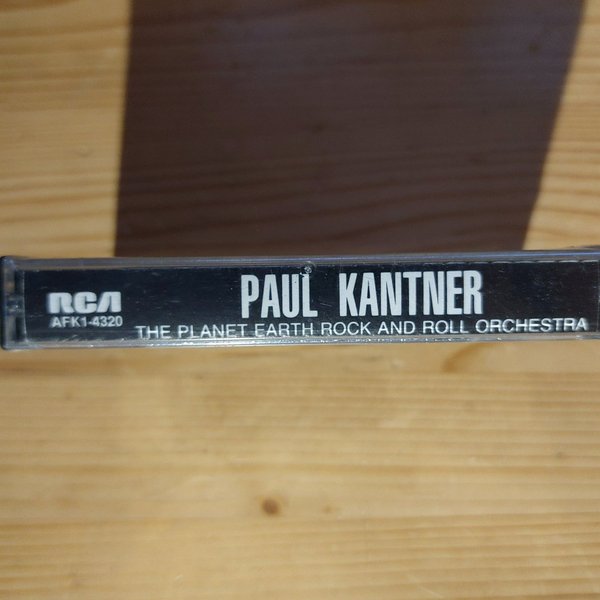 RCA
AFK1-4320
PAUL KANTNER
THE PLANET EARTH ROCK AND ROLL ORCHESTRA